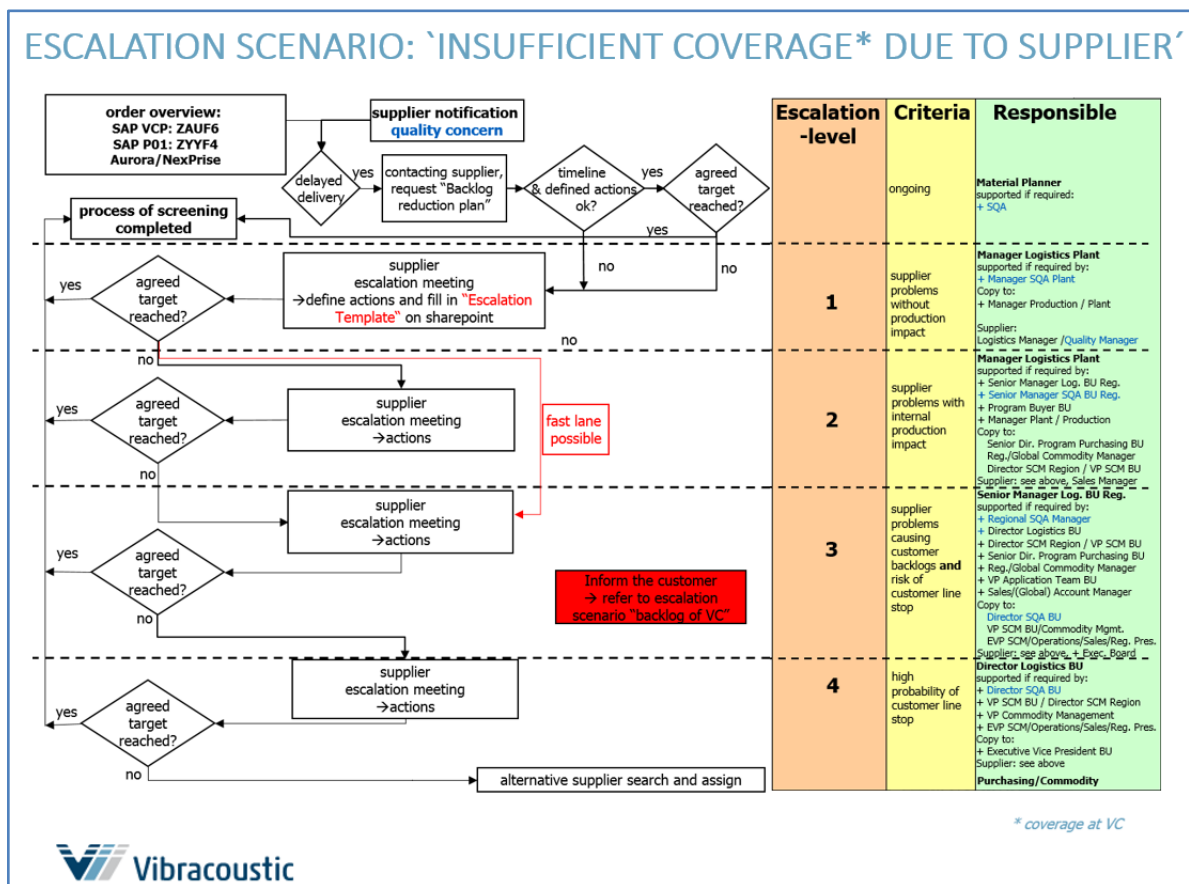 ESCALATION SCENARIO: `INSUFFICIENT COVERAGE* DUE TO SUPPLIER´
order overview:
SAP VCP: ZAUF6
SAP P01: ZYYF4
Aurora/NexPrise
supplier notification
quality concern
delayed
delivery
yes
contacting supplier,
request “Backlog
reduction plan”
timeline
& defined actions
ok?
yes
agreed
target
reached?
yes
process of screening
completed
no
no
supplier
escalation meeting
→define actions and fill in “Escalation
Template“ on sharepoint
agreed
target
reached?
yes
no
no
supplier
escalation meeting
→actions
agreed
target
reached?
yes
no
fast lane
possible
supplier
escalation meeting
→actions
agreed
target
reached?
yes
no
Inform the customer
→ refer to escalation
scenario “backlog of VC”
supplier
escalation meeting
→actions
agreed
target
reached?
yes
no
alternative supplier search and assign
Escalation
-level
1
2
3
4
Criteria
ongoing
supplier
problems
without
production
impact
supplier
problems with
internal
production
impact
supplier
problems
causing
customer
backlogs and
risk of
customer line
stop
high
probability of
customer line
stop
Responsible
Material Planner
supported if required:
+ SQA
Manager Logistics Plant
supported if required by:
+ Manager SQA Plant
Copy to:
+ Manager Production / Plant
Supplier:
Logistics Manager /Quality Manager
Manager Logistics Plant
supported if required by:
+ Senior Manager Log. BU Reg.
+ Senior Manager SQA BU Reg.
+ Program Buyer BU
+ Manager Plant / Production
Copy to:
Senior Dir. Program Purchasing BU
Reg./Global Commodity Manager
Director SCM Region / VP SCM BU
Supplier: see above, Sales Manager
Senior Manager Log. BU Reg.
supported if required by:
+ Regional SQA Manager
+ Director Logistics BU
+ Director SCM Region / VP SCM BU
+ Senior Dir. Program Purchasing BU
+ Reg./Global Commodity Manager
+ VP Application Team BU
+ Sales/(Global) Account Manager
Copy to:
Director SQA BU
VP SCM BU/Commodity Mgmt.
EVP SCM/Operations/Sales/Reg. Pres.
Supplier: see above, + Exec. Board
Director Logistics BU
supported if required by:
+ Director SQA BU
+ VP SCM BU / Director SCM Region
+ VP Commodity Management
+ EVP SCM/Operations/Sales/Reg. Pres.
Copy to:
+ Executive Vice President BU
Supplier: see above
Purchasing/Commodity
* coverage at VC
Vibracoustic